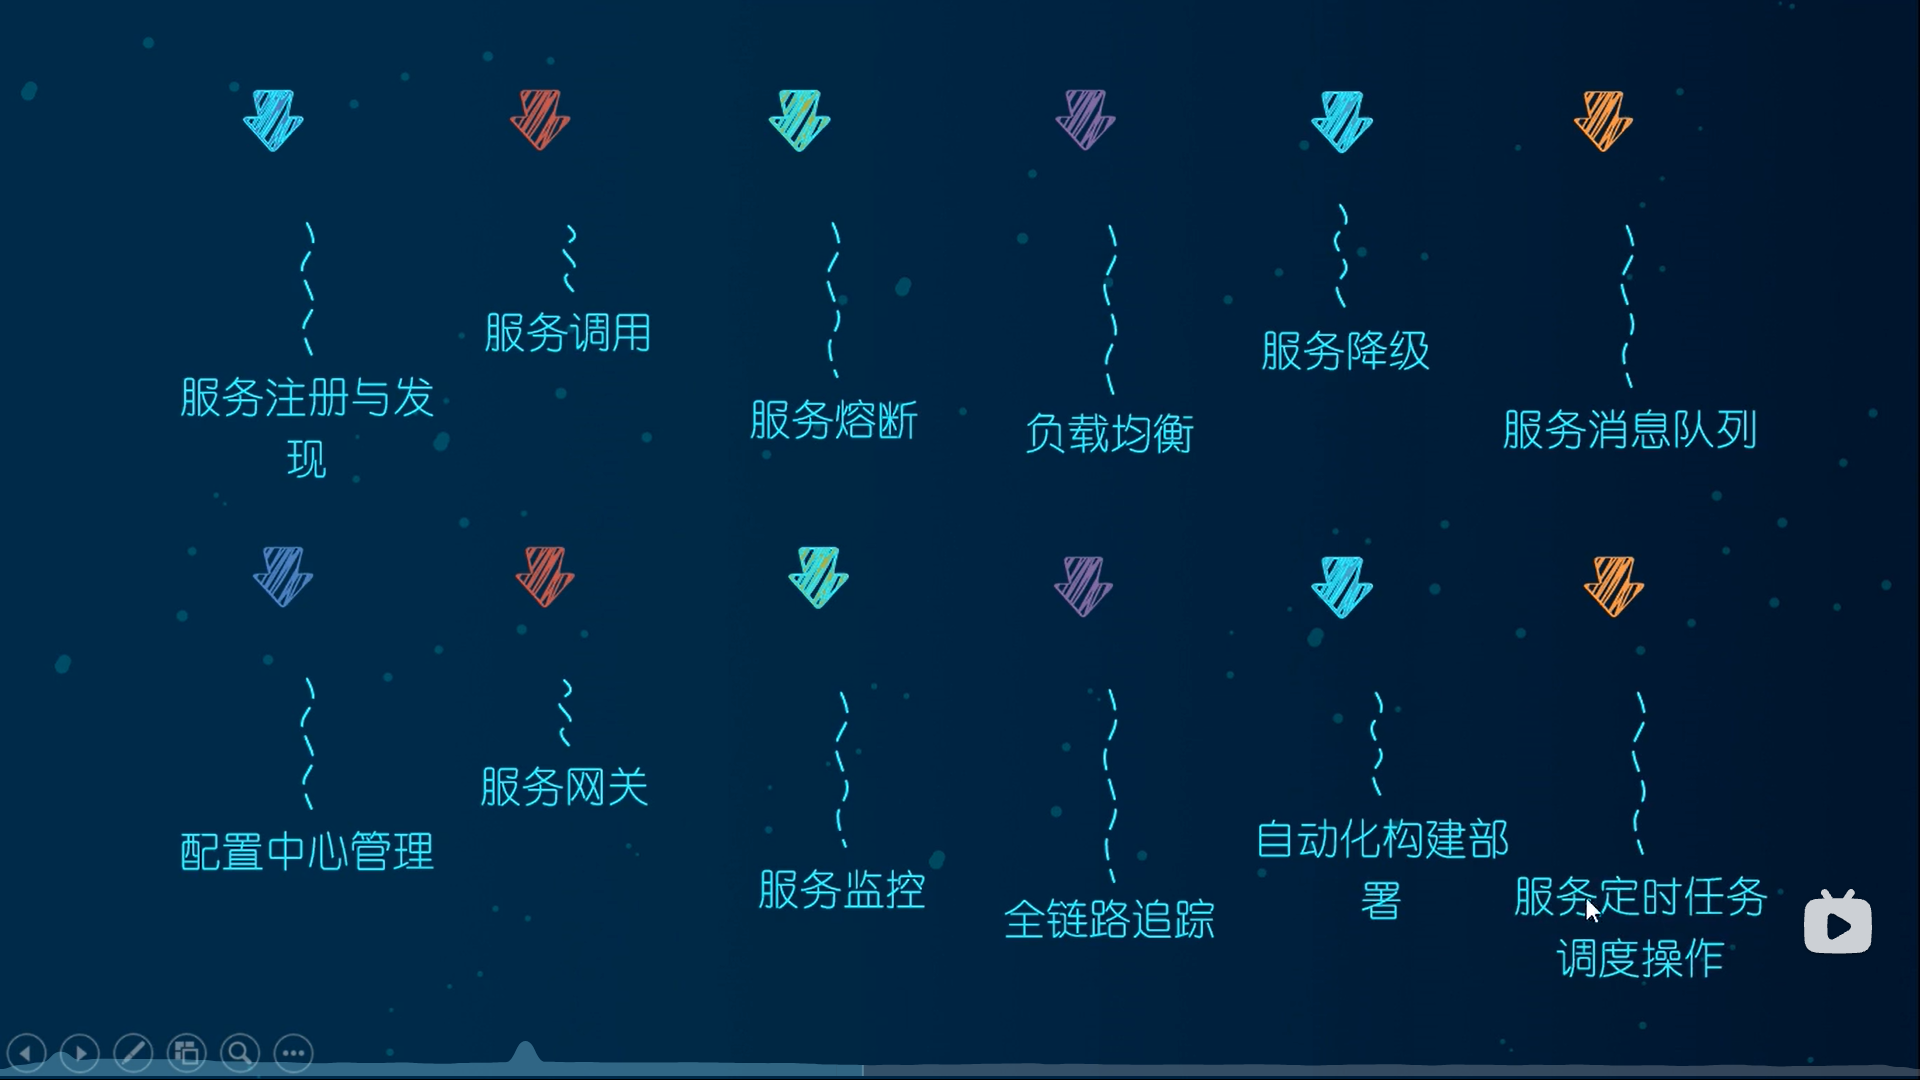 服务注册与发
现
服务调用
服务熔断
负载均衡
服务降级
服务消息队列
配置中心管理
服务网关
服务监控
全链路追踪
自动化构建部
署
服务定时任务
调度操作